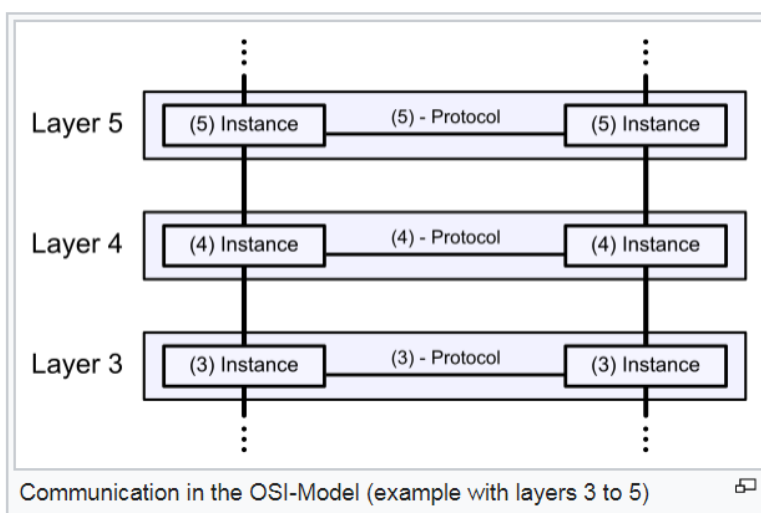 Layer 5
(5) Instance
(5) - Protocol
(5) Instance
Layer 4
(4) Instance
(4) - Protocol
(4) Instance
Layer 3
(3) Instance
(3) - Protocol
(3) Instance
Communication in the OSI-Model (example with layers 3 to 5)